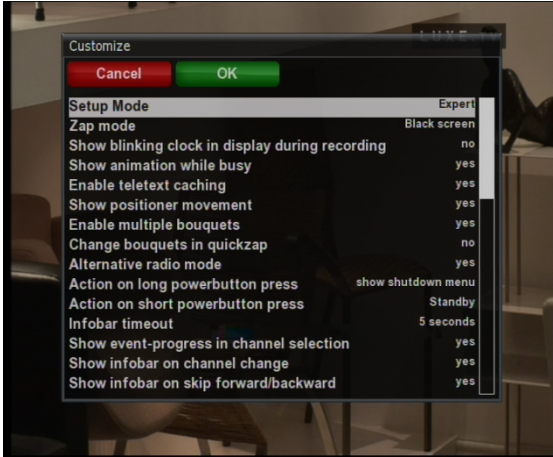 LUXE.TV
Customize
Cancel OK
Setup Mode Expert
Zap mode Black screen
Show blinking clock in display during recording no
Show animation while busy yes
Enable teletext caching yes
Show positioner movement yes
Enable multiple bouquets yes
Change bouquets in quickzap no
Alternative radio mode yes
Action on long powerbutton press show shutdown menu
Action on short powerbutton press Standby
Infobar timeout 5 seconds
Show event-progress in channel selection yes
Show infobar on channel change yes
Show infobar on skip forward/backward yes